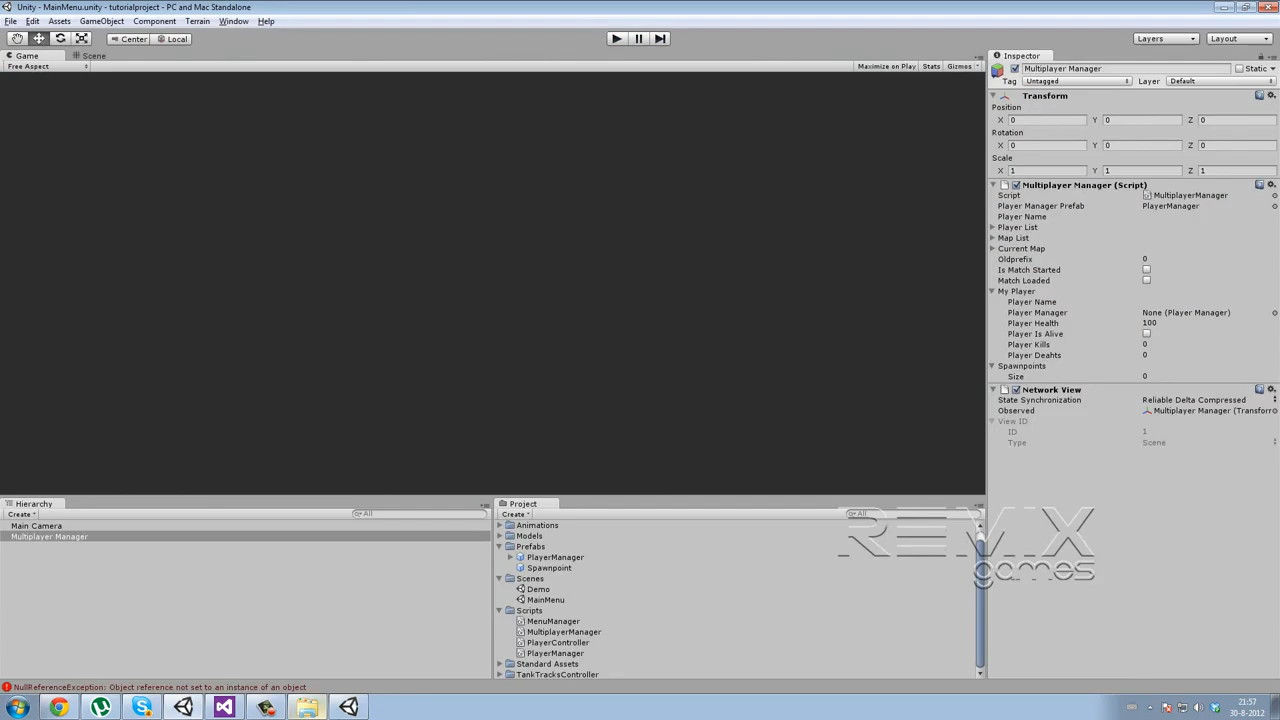 Unity - MainMenu.unity - tutorialproject - PC and Mac Standalone
File Edit Assets GameObject Component Terrain Window Help
Center Local Layers Layout
Game Scene
Free Aspect Maximize on Play Stats Gizmos
Inspector
Multiplayer Manager Static
Tag Untagged Layer Default
Transform
Position
X 0 Y 0 Z 0
Rotation
X 0 Y 0 Z 0
Scale
X 1 Y 1 Z 1
Multiplayer Manager (Script)
Script MultiplayerManager
Player Manager Prefab PlayerManager
Player Name
Player List
Map List
Current Map
Oldprefix 0
Is Match Started
Match Loaded
My Player
Player Name
Player Manager None (Player Manager)
Player Health 100
Player Is Alive
Player Kills 0
Player Deahts 0
Spawnpoints
Size 0
Network View
State Synchronization Reliable Delta Compressed
Observed Multiplayer Manager (Transform
View ID
ID 1
Type Scene
Hierarchy
Create All
Main Camera
Multiplayer Manager
Project
Create All
Animations
Models
Prefabs
PlayerManager
Spawnpoint
Scenes
Demo
MainMenu
Scripts
MenuManager
MultiplayerManager
PlayerController
PlayerManager
Standard Assets
TankTracksController
REMIX
games
NullReferenceException: Object reference not set to an instance of an object
21:57
30-8-2012